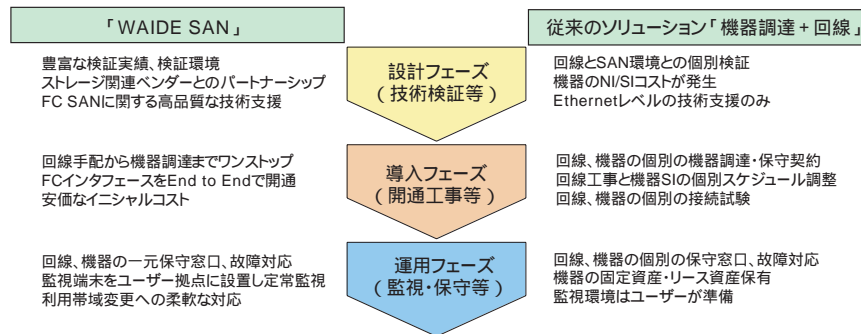 「WAIDE SAN」
従来のソリューション「機器調達+回線」
豊富な検証実績、検証環境
ストレージ関連ベンダーとのパートナーシップ
FC SANに関する高品質な技術支援
設計フェーズ
(技術検証等)
回線とSAN環境との個別検証
機器のNI/SIコストが発生
Ethernetレベルの技術支援のみ
回線手配から機器調達までワンストップ
FCインタフェースをEnd to Endで開通
安価なイニシャルコスト
導入フェーズ
(開通工事等)
回線、機器の個別の機器調達・保守契約
回線工事と機器SIの個別スケジュール調整
回線、機器の個別の接続試験
回線、機器の一元保守窓口、故障対応
監視端末をユーザー拠点に設置し定常監視
利用帯域変更への柔軟な対応
運用フェーズ
(監視・保守等)
回線、機器の個別の保守窓口、故障対応
機器の固定資産・リース資産保有
監視環境はユーザーが準備